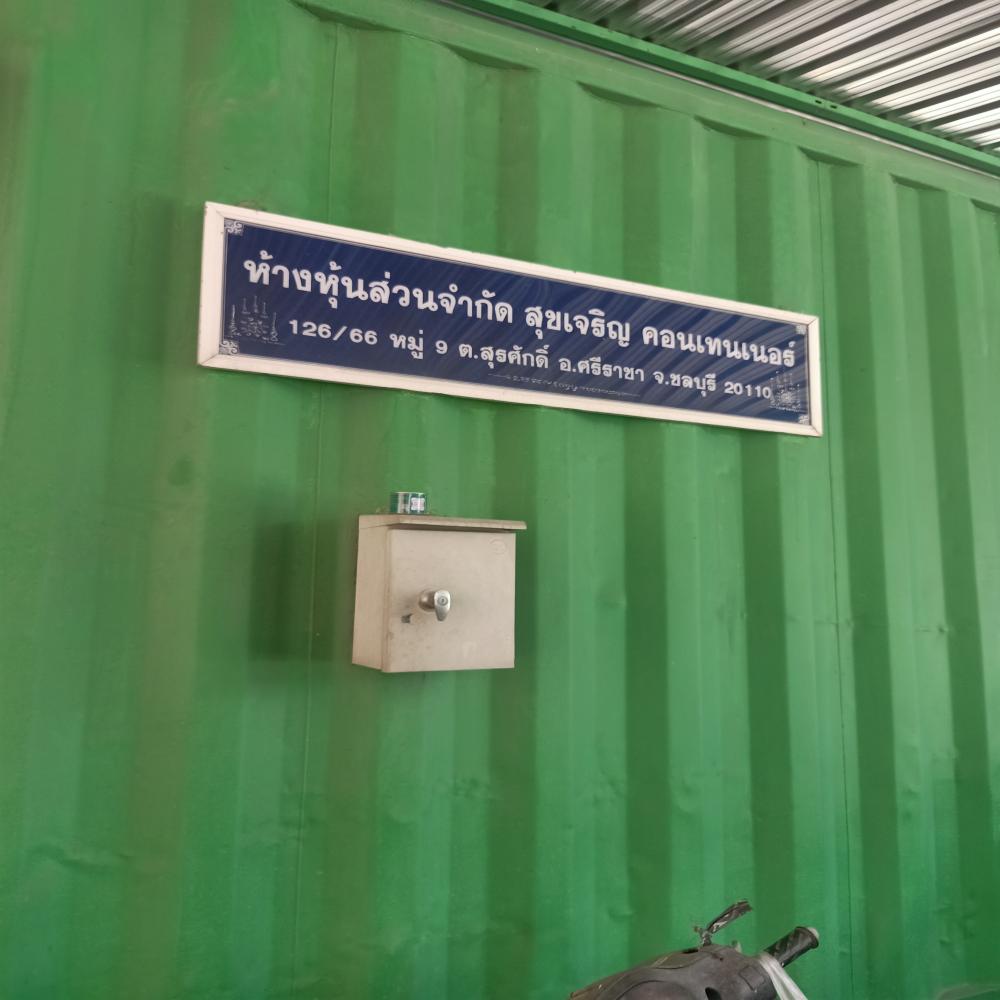 ห้างหุ้นส่วนจำกัด สุขเจริญ คอนเทนเนอร์
126/66 หมู่ 9 ต.สุรศักดิ์ อ.ศรีราชา จ.ชลบุรี 20110